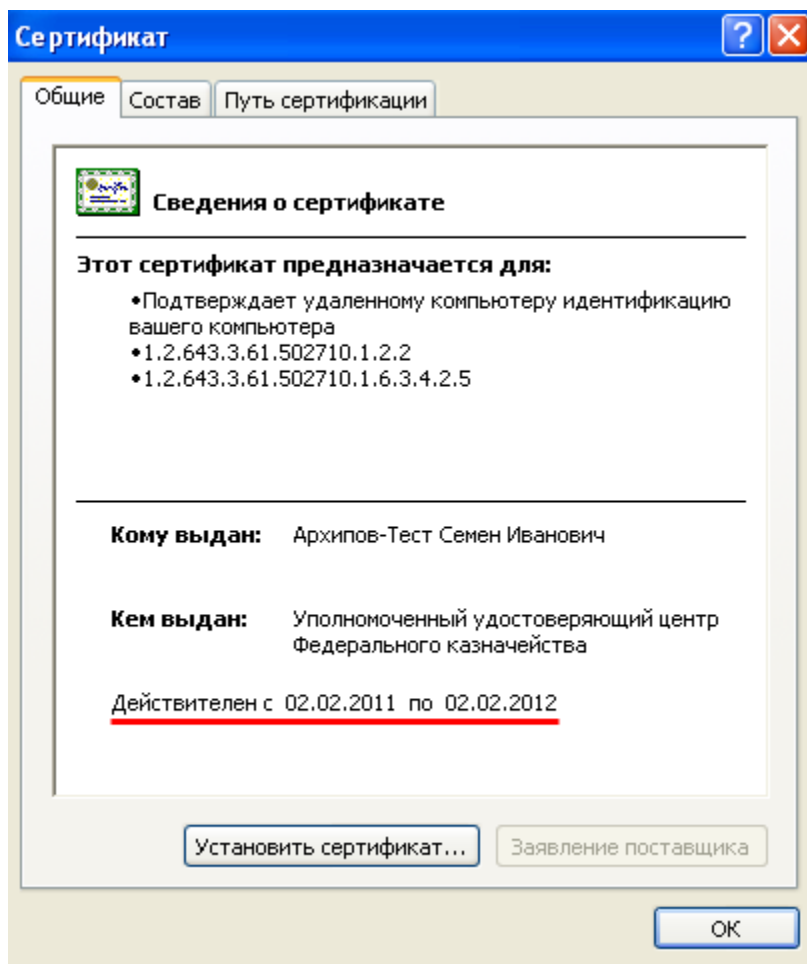 Сертификат
Общие Состав Путь сертификации
Сведения о сертификате
Этот сертификат предназначается для:
•Подтверждает удаленному компьютеру идентификацию
вашего компьютера
•1.2.643.3.61.502710.1.2.2
•1.2.643.3.61.502710.1.6.3.4.2.5
Кому выдан: Архипов-Тест Семен Иванович
Кем выдан: Уполномоченный удостоверяющий центр
Федерального казначейства
Действителен с 02.02.2011 по 02.02.2012
Установить сертификат... Заявление поставщика
ОК